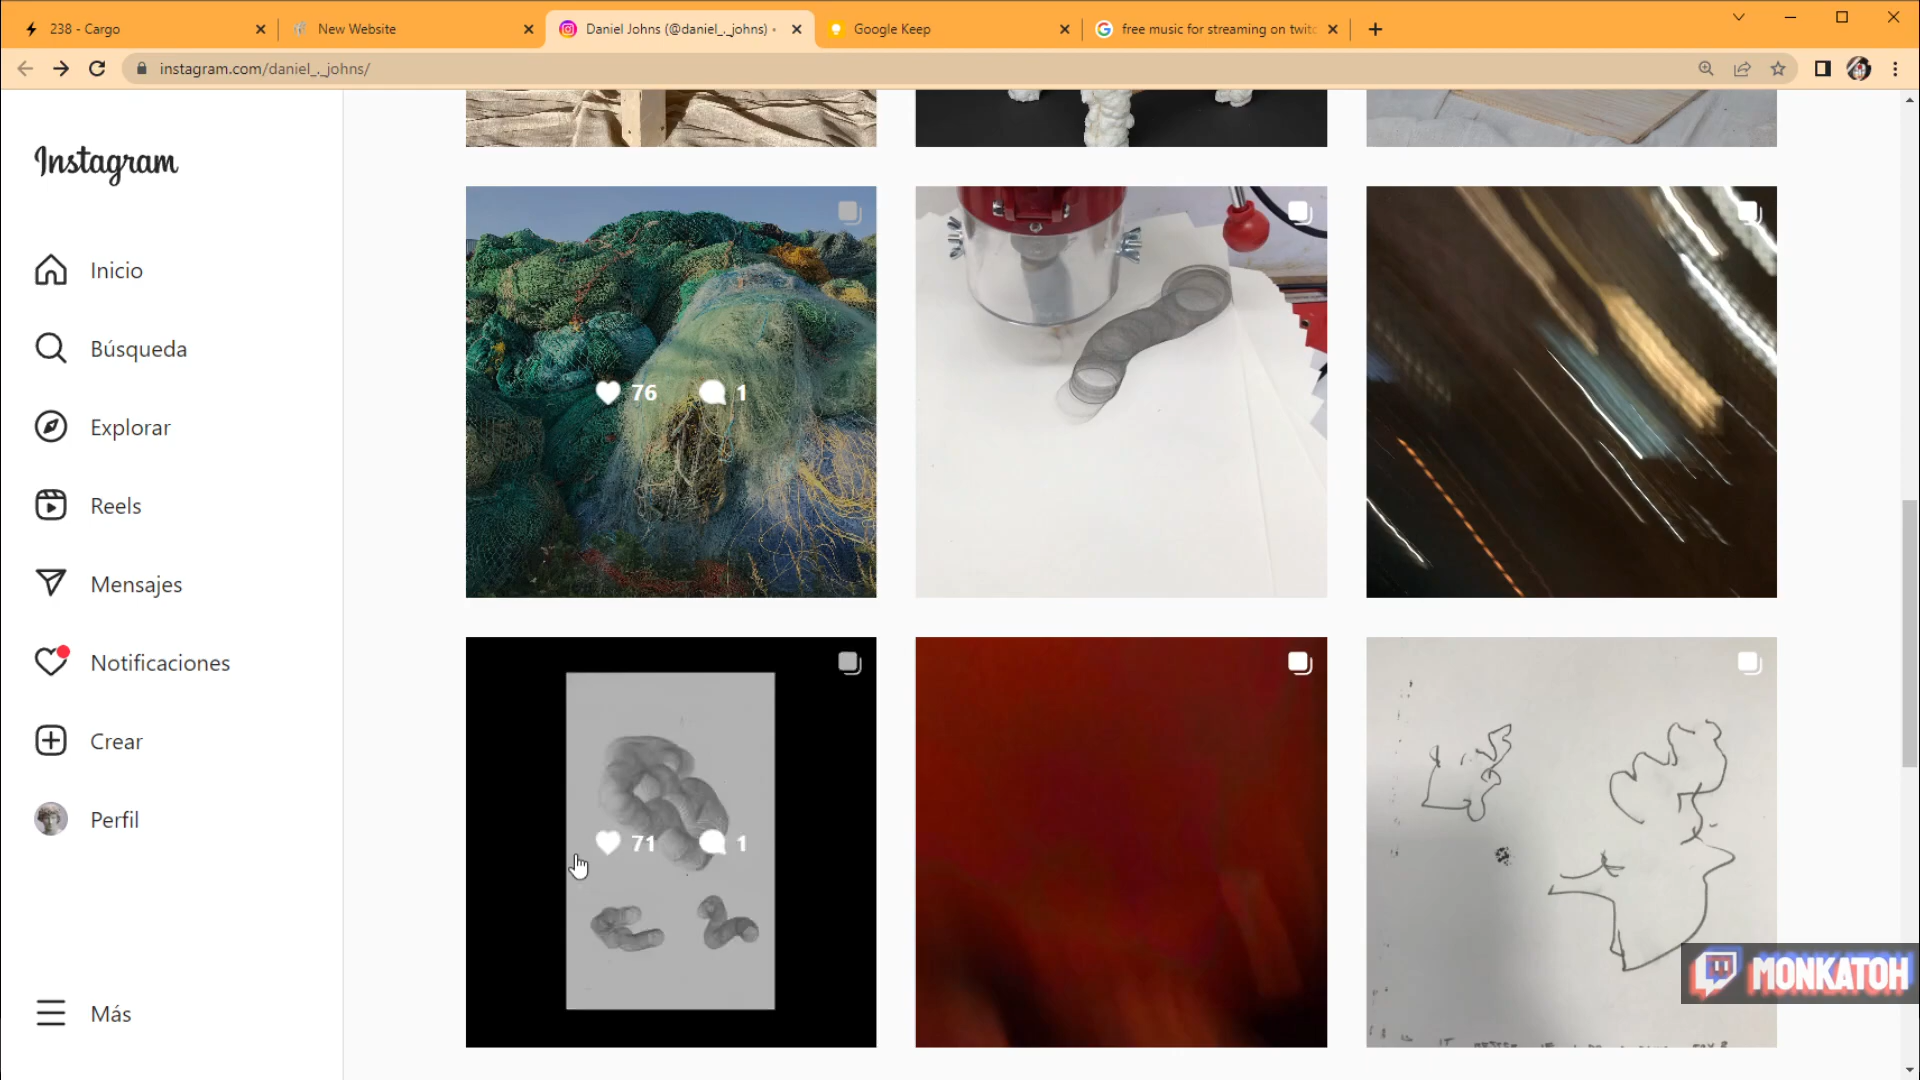 238 - Cargo
New Website
Daniel Johns (@daniel_._johns) •
Google Keep
free music for streaming on twitc
instagram.com/daniel_._johns/
Instagram
Inicio
Búsqueda
Explorar
Reels
Mensajes
Notificaciones
Crear
Perfil
Más
76
1
71
1
MONKATOH